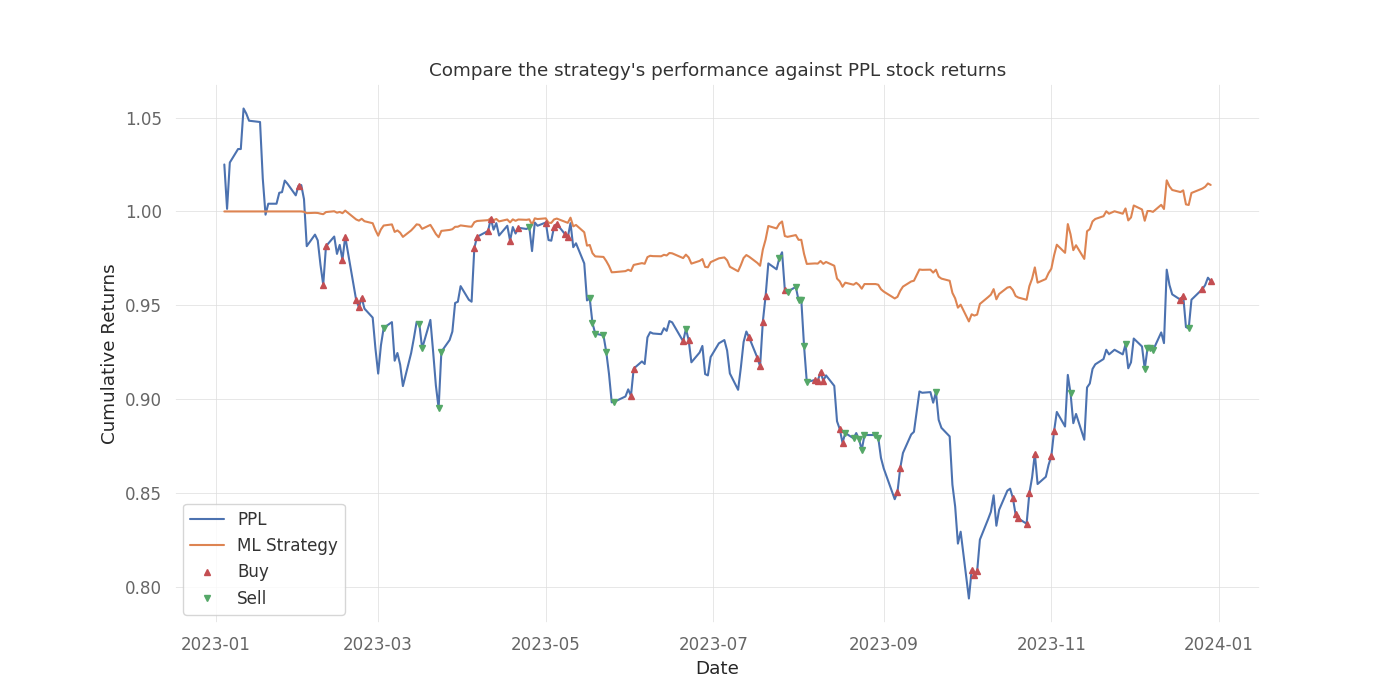 Compare the strategy's performance against PPL stock returns
Cumulative Returns
1.05
1.00
0.95
0.90
0.85
0.80
PPL
ML Strategy
Buy
Sell
2023-01 2023-03 2023-05 2023-07 2023-09 2023-11 2024-01
Date